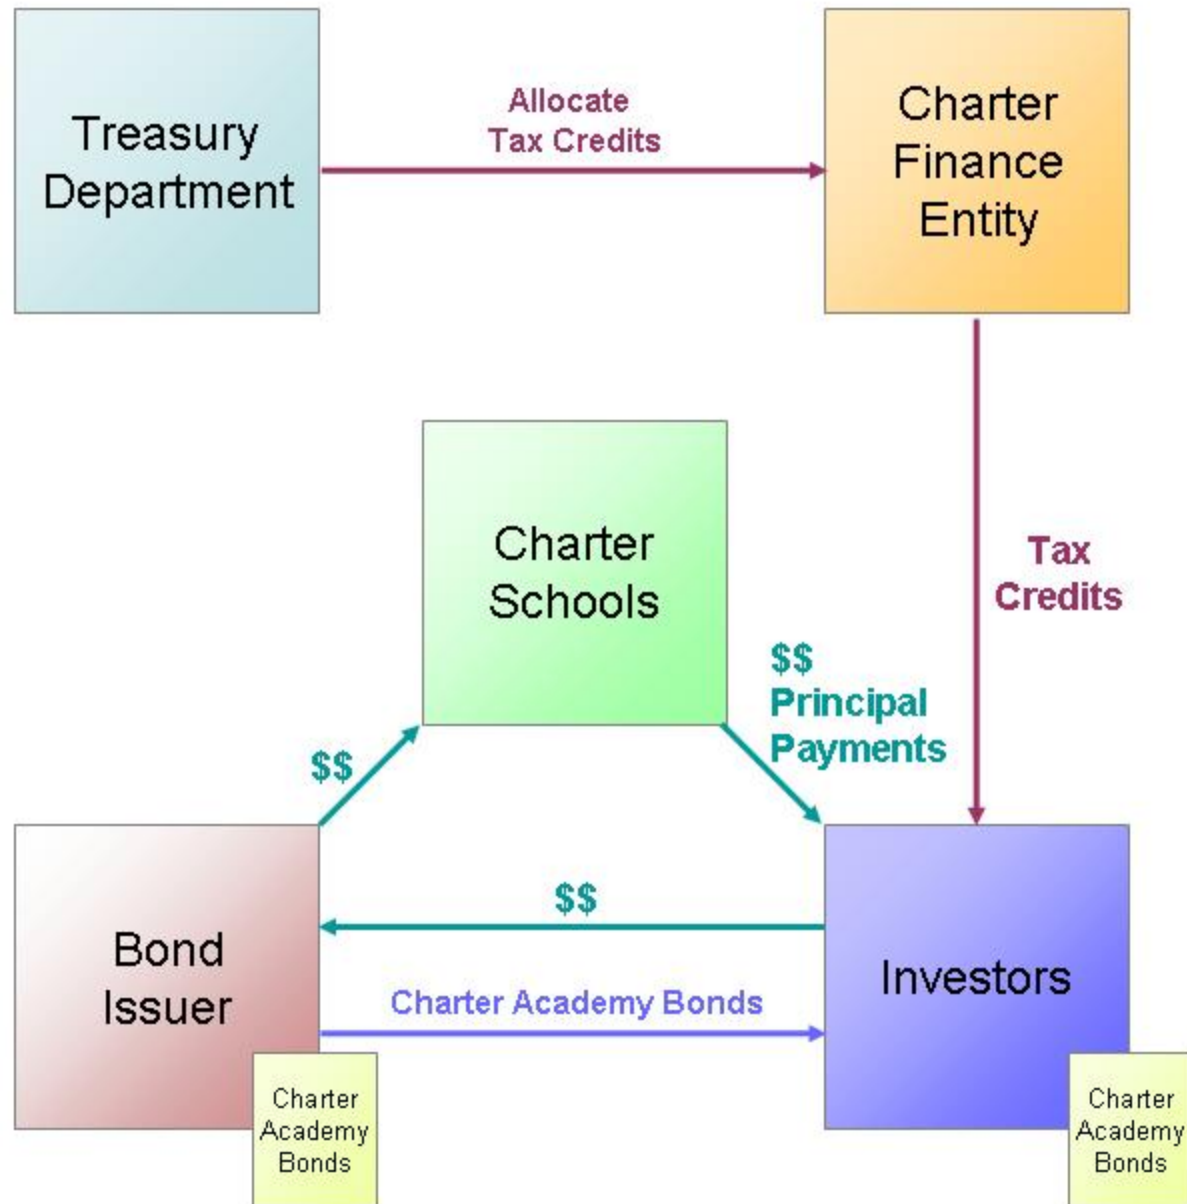 Treasury
Department
Allocate
Tax Credits
Charter
Finance
Entity
Charter
Schools
Tax
Credits
$$
Principal
Payments
$$
Bond
Issuer
$$
Charter Academy Bonds
Investors
Charter
Academy
Bonds
Charter
Academy
Bonds